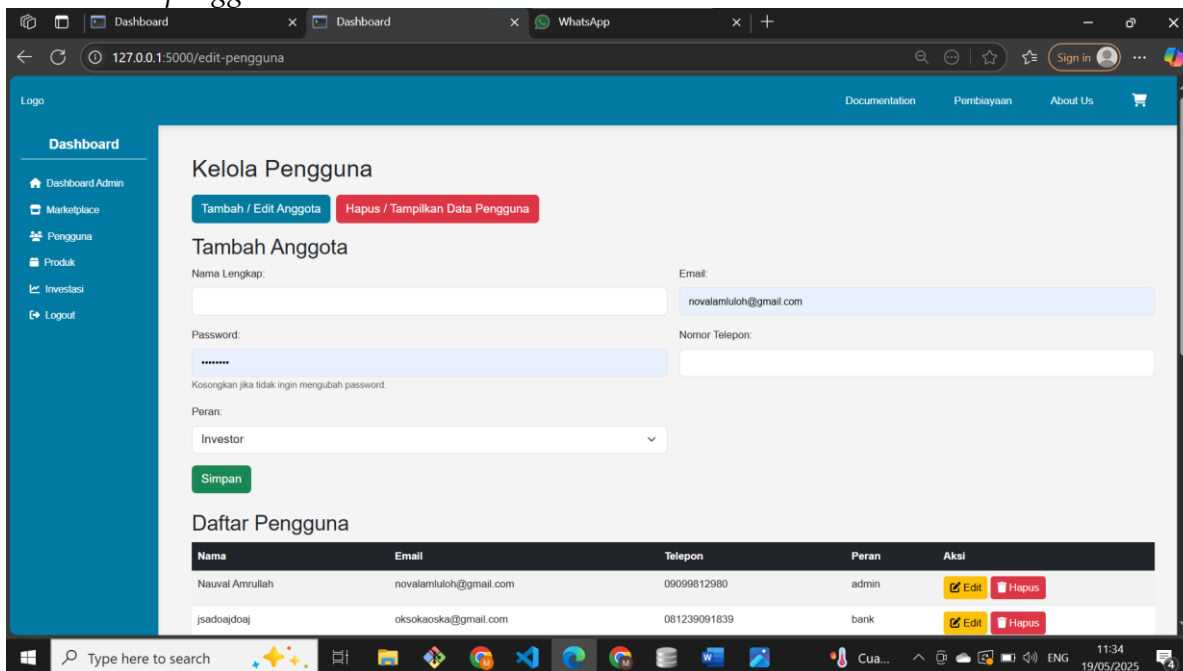 Dashboard
Dashboard
WhatsApp
127.0.0.1:5000/edit-pengguna
Sign in
Logo
Documentation
Pembiayaan
About Us
Dashboard
Dashboard Admin
Marketplace
Pengguna
Produk
Investasi
Logout
Kelola Pengguna
Tambah / Edit Anggota
Hapus / Tampilkan Data Pengguna
Tambah Anggota
Nama Lengkap:
Email:
novalamluloh@gmail.com
Password:
Nomor Telepon:
••••••••
Kosongkan jika tidak ingin mengubah password.
Peran:
Investor
Simpan
Daftar Pengguna
Nama Email Telepon Peran Aksi
Nauval Amrullah novalamluloh@gmail.com 09099812980 admin Edit Hapus
jsadoajdoaj oksokaoska@gmail.com 081239091839 bank Edit Hapus
Type here to search
Cua...
ENG
11:34
19/05/2025
4